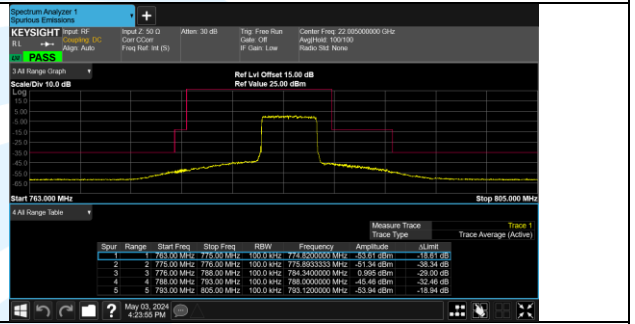 Spectrum Analyzer 1
Spurious Emissions
+
KEYSIGHT Input: RF Input Z: 50 Ω Atten: 30 dB Trig: Free Run Center Freq: 22.005000000 GHz
RL Coupling: DC Corr CCorr Gate: Off Avg|Hold: 100/100
Align: Auto Freq Ref: Int (S) IF Gain: Low Radio Std: None
PASS
3 All Range Graph
Ref Lvl Offset 15.00 dB
Scale/Div 10.0 dB Ref Value 25.00 dBm
Log
15.0
5.00
-5.00
-15.0
-25.0
-35.0
-45.0
-55.0
-65.0
Start 763.000 MHz Stop 805.000 MHz
4 All Range Table
Measure Trace Trace 1
Trace Type Trace Average (Active)
Spur Range Start Freq Stop Freq RBW Frequency Amplitude ΔLimit
1 1 763.00 MHz 775.00 MHz 100.0 kHz 774.8200000 MHz -53.61 dBm -18.61 dB
2 2 775.00 MHz 776.00 MHz 100.0 kHz 775.8933333 MHz -51.34 dBm -38.34 dB
3 3 776.00 MHz 788.00 MHz 100.0 kHz 784.3400000 MHz 0.995 dBm -29.00 dB
4 4 788.00 MHz 793.00 MHz 100.0 kHz 788.0000000 MHz -45.46 dBm -32.46 dB
5 5 793.00 MHz 805.00 MHz 100.0 kHz 793.1200000 MHz -53.94 dBm -18.94 dB
?
May 03, 2024
4:23:55 PM